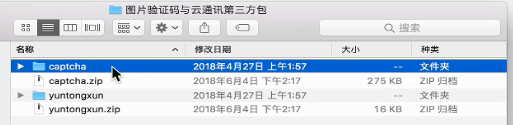 图片验证码与云通讯第三方包
搜索
名称 修改日期 大小 种类
captcha 2018年4月27日 上午1:57 -- 文件夹
captcha.zip 2018年6月4日 下午2:17 275 KB ZIP 归档
yuntongxun 2018年4月27日 上午1:57 -- 文件夹
yuntongxun.zip 2018年6月4日 下午2:17 16 KB ZIP 归档